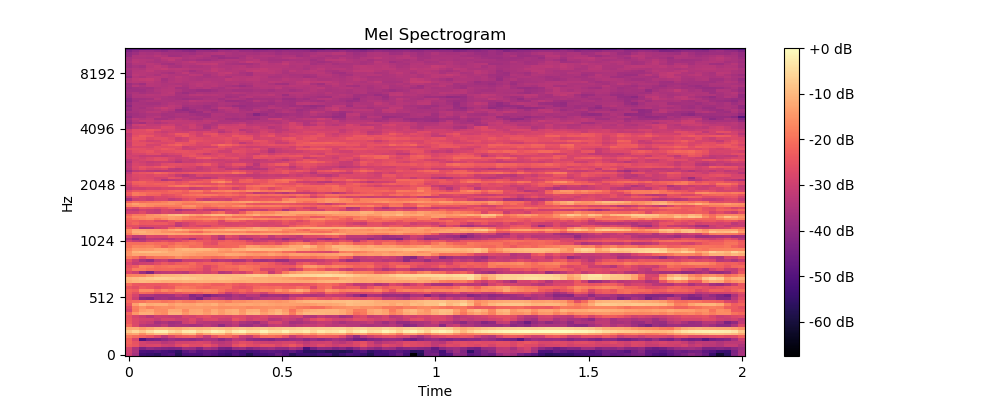 Mel Spectrogram
Hz
8192
4096
2048
1024
512
0
0
0.5
1
1.5
2
Time
+0 dB
-10 dB
-20 dB
-30 dB
-40 dB
-50 dB
-60 dB